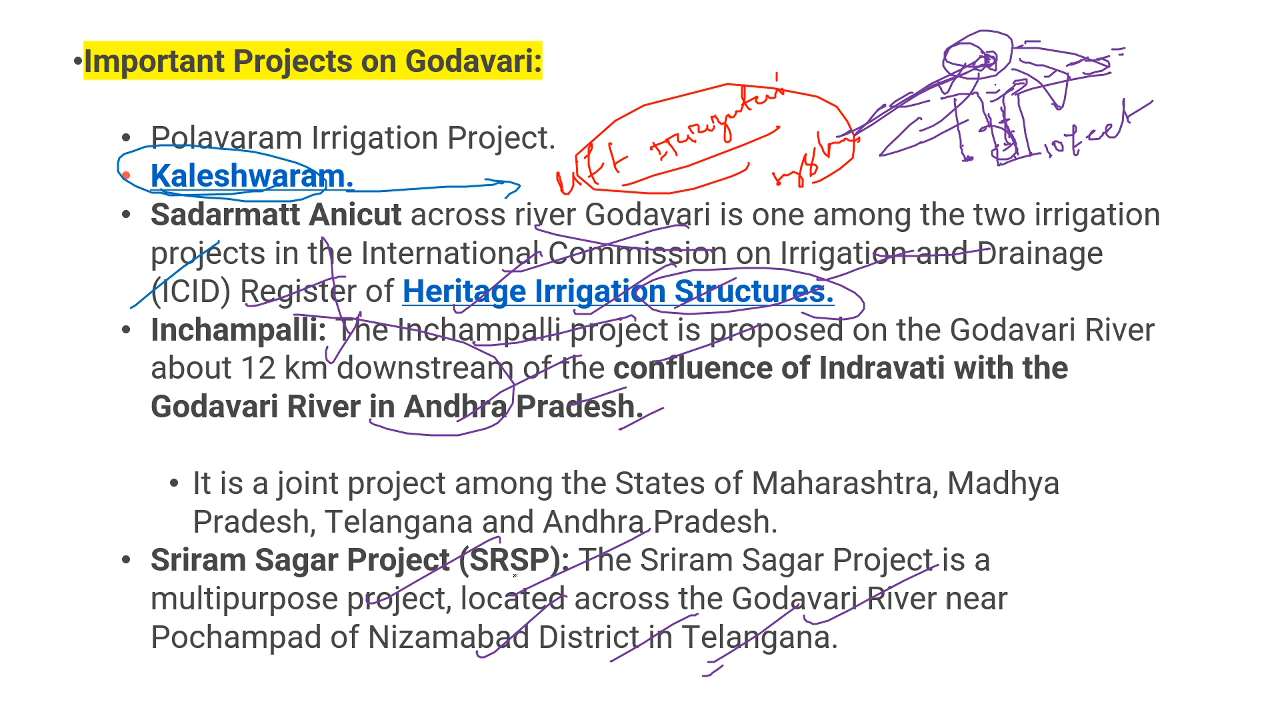 •Important Projects on Godavari:
• Polavaram Irrigation Project.
• Kaleshwaram.
• Sadarmatt Anicut across river Godavari is one among the two irrigation
projects in the International Commission on Irrigation and Drainage
(ICID) Register of Heritage Irrigation Structures.
• Inchampalli: The Inchampalli project is proposed on the Godavari River
about 12 km downstream of the confluence of Indravati with the
Godavari River in Andhra Pradesh.
• It is a joint project among the States of Maharashtra, Madhya
Pradesh, Telangana and Andhra Pradesh.
• Sriram Sagar Project (SRSP): The Sriram Sagar Project is a
multipurpose project, located across the Godavari River near
Pochampad of Nizamabad District in Telangana.
10 feet